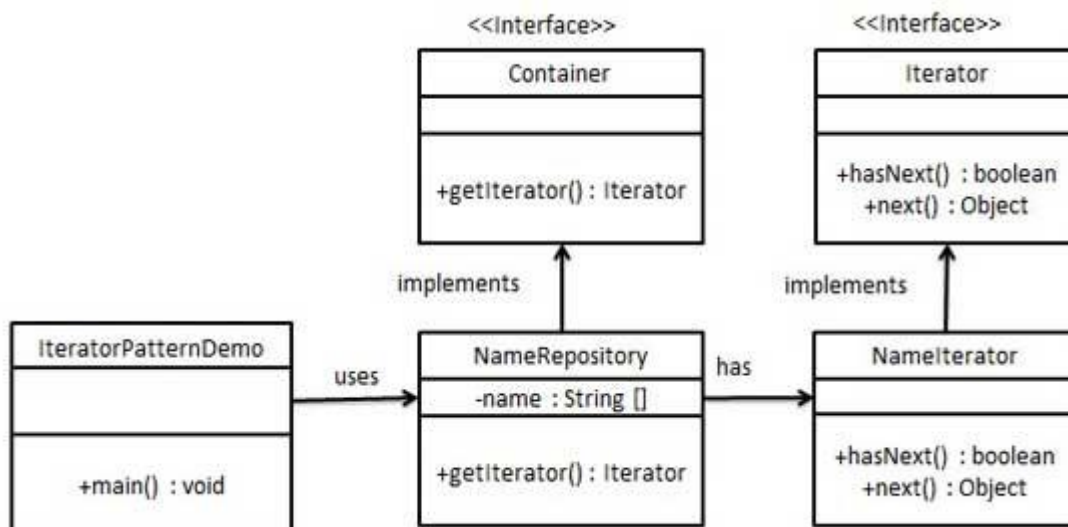 <<Interface>>
Container
+getIterator() : Iterator
<<Interface>>
Iterator
+hasNext() : boolean
+next() : Object
implements
implements
IteratorPatternDemo
+main() : void
uses
NameRepository
-name : String []
+getIterator() : Iterator
has
NameIterator
+hasNext() : boolean
+next() : Object